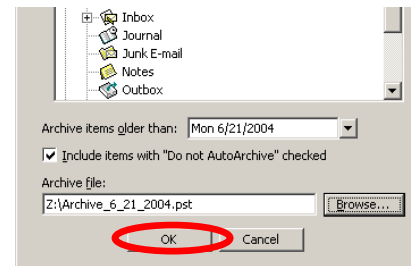 Inbox
Journal
Junk E-mail
Notes
Outbox
Archive items older than: Mon 6/21/2004
Include items with "Do not AutoArchive" checked
Archive file:
Z:\Archive_6_21_2004.pst Browse...
OK Cancel